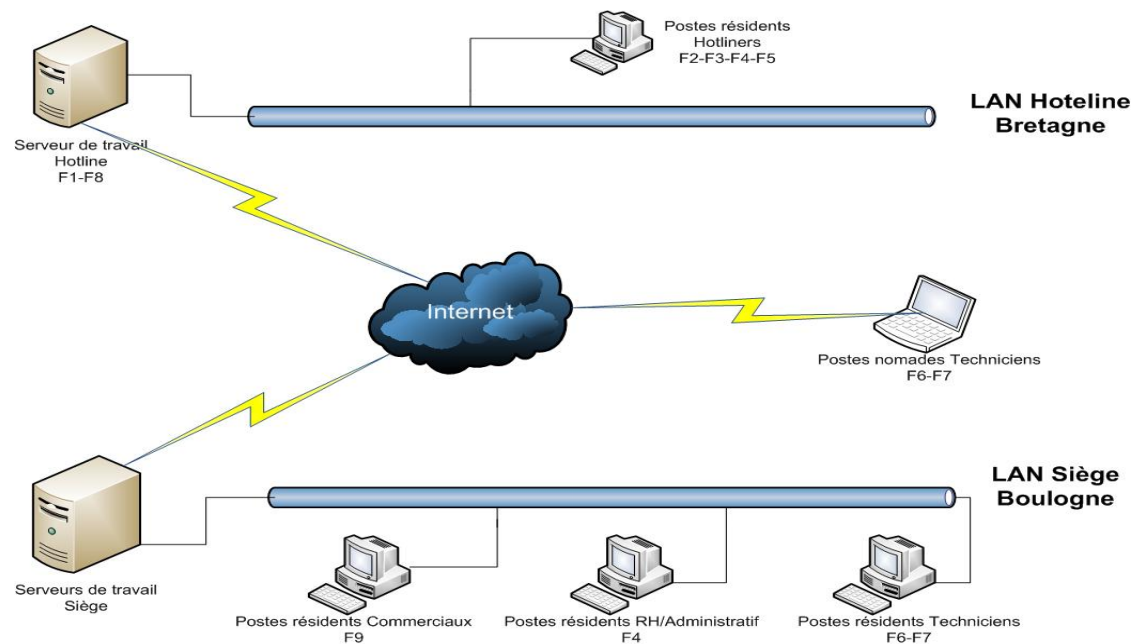 Postes résidents
Hotliners
F2-F3-F4-F5
LAN Hoteline
Bretagne
Serveur de travail
Hotline
F1-F8
Internet
Postes nomades Techniciens
F6-F7
LAN Siège
Boulogne
Serveurs de travail
Siège
Postes résidents Commerciaux
F9
Postes résidents RH/Administratif
F4
Postes résidents Techniciens
F6-F7